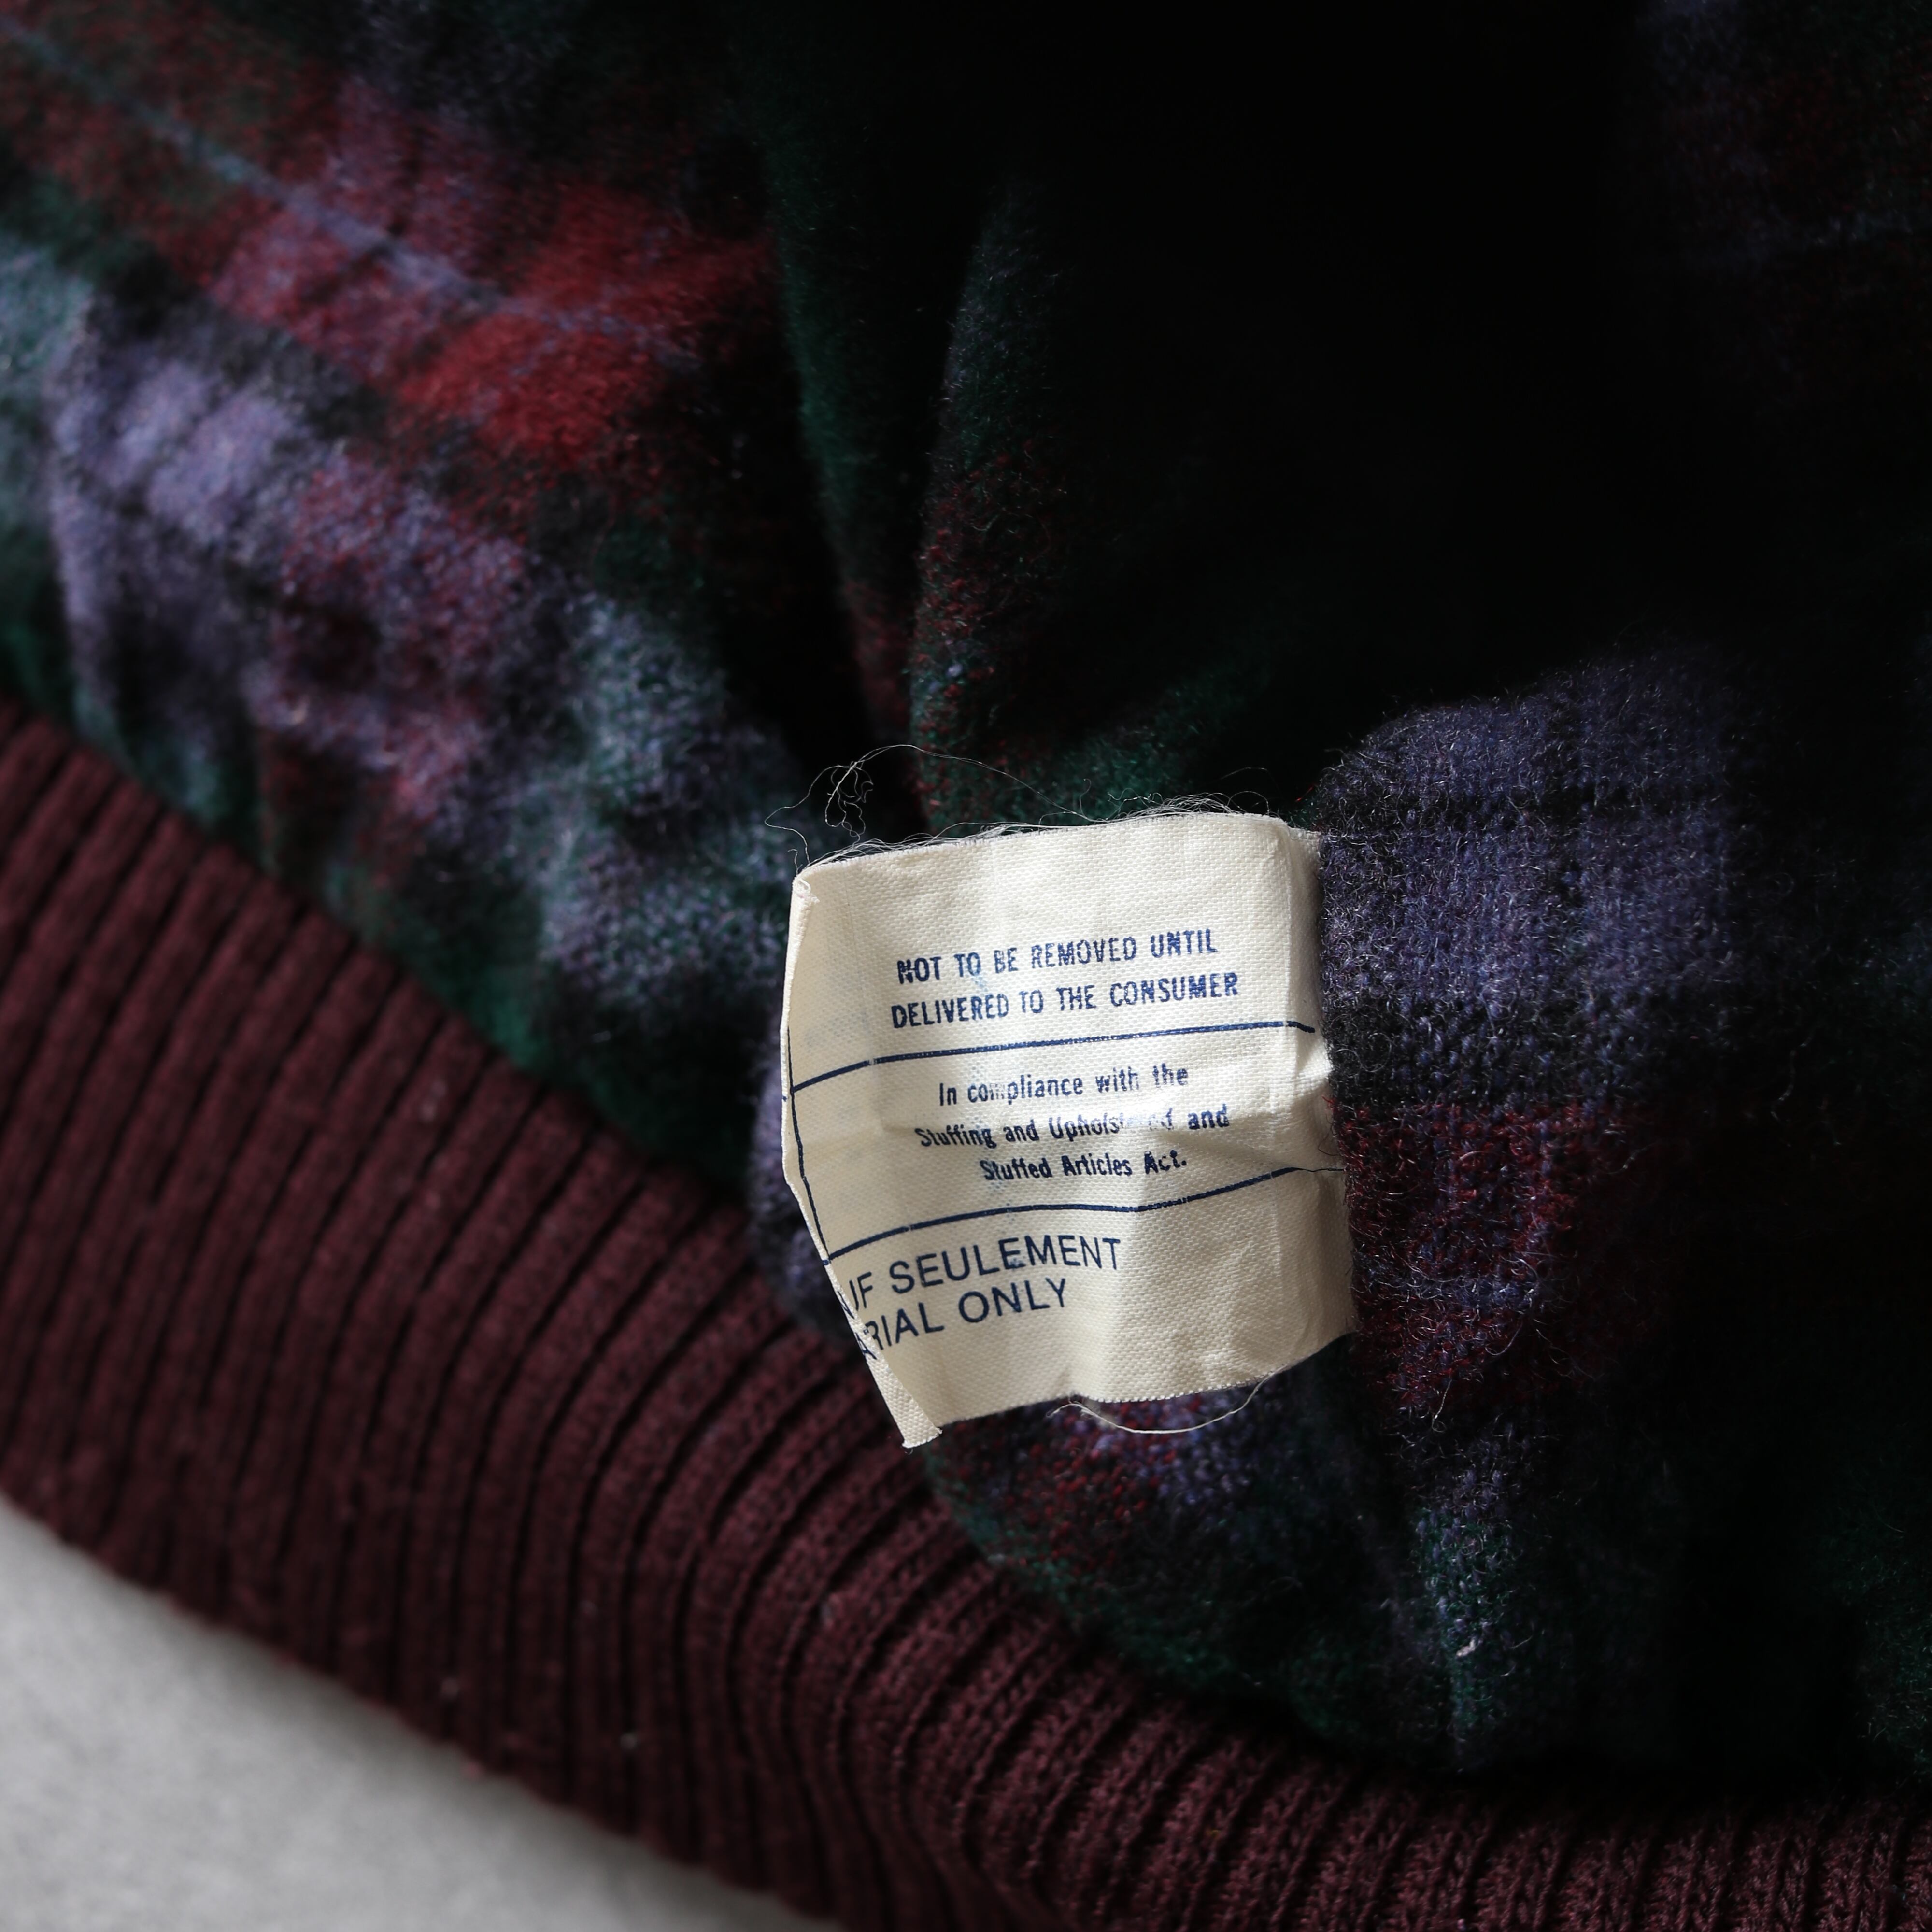 NOT TO BE REMOVED UNTIL
DELIVERED TO THE CONSUMER
In compliance with the
Stuffing and Upholstered and
Stuffed Articles Act.
UF SEULEMENT
ARIAL ONLY